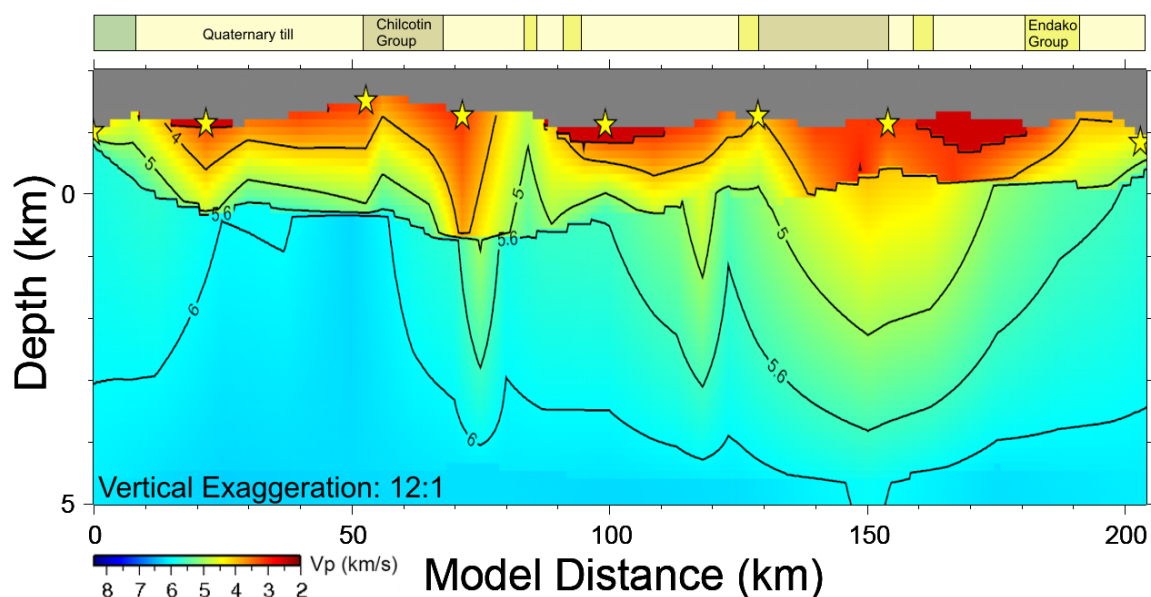 Quaternary till
Chilcotin
Group
Endako
Group
4
5
5.6
6
5
5.6
6
5
5.6
0
5
Depth (km)
Vertical Exaggeration: 12:1
0
50
100
150
200
8 7 6 5 4 3 2
Vp (km/s)
Model Distance (km)